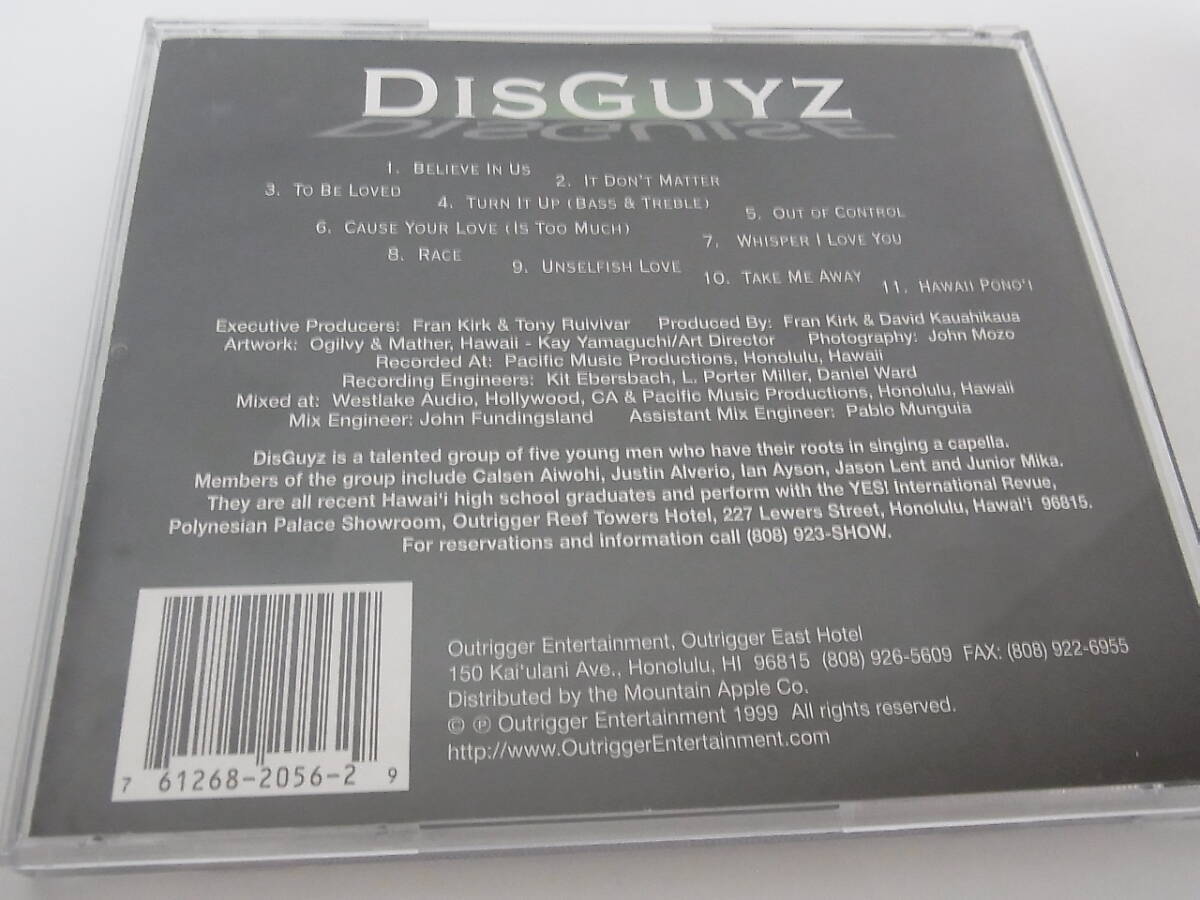 DISGUYZ
DISGUISE
1. BELIEVE IN US
2. IT DON'T MATTER
3. TO BE LOVED
4. TURN IT UP (BASS & TREBLE)
5. OUT OF CONTROL
6. CAUSE YOUR LOVE (IS TOO MUCH)
7. WHISPER I LOVE YOU
8. RACE
9. UNSELFISH LOVE
10. TAKE ME AWAY
11. HAWAII PONO'I
Executive Producers: Fran Kirk & Tony Ruivivar Produced By: Fran Kirk & David Kauahikaua
Artwork: Ogilvy & Mather, Hawaii - Kay Yamaguchi/Art Director Photography: John Mozo
Recorded At: Pacific Music Productions, Honolulu, Hawaii
Recording Engineers: Kit Ebersbach, L. Porter Miller, Daniel Ward
Mixed at: Westlake Audio, Hollywood, CA & Pacific Music Productions, Honolulu, Hawaii
Mix Engineer: John Fundingsland Assistant Mix Engineer: Pablo Munguia
DisGuyz is a talented group of five young men who have their roots in singing a capella.
Members of the group include Calsen Aiwohi, Justin Alverio, Ian Ayson, Jason Lent and Junior Mika.
They are all recent Hawai'i high school graduates and perform with the YES! International Revue,
Polynesian Palace Showroom, Outrigger Reef Towers Hotel, 227 Lewers Street, Honolulu, Hawai'i 96815.
For reservations and information call (808) 923-SHOW.
Outrigger Entertainment, Outrigger East Hotel
150 Kai'ulani Ave., Honolulu, HI 96815 (808) 926-5609 FAX: (808) 922-6955
Distributed by the Mountain Apple Co.
© ℗ Outrigger Entertainment 1999 All rights reserved.
http://www.OutriggerEntertainment.com
7 61268-2056-2 9